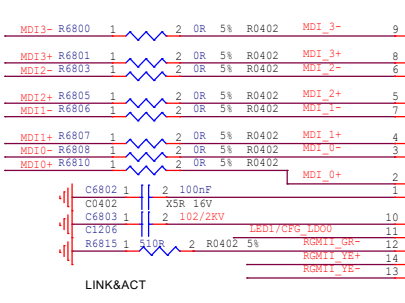 MDI3- R6800 1 2 0R 5% R0402 MDI_3- 9
MDI3+ R6801 1 2 0R 5% R0402 MDI_3+ 8
MDI2- R6803 1 2 0R 5% R0402 MDI_2- 6
MDI2+ R6805 1 2 0R 5% R0402 MDI_2+ 5
MDI1- R6806 1 2 0R 5% R0402 MDI_1- 7
MDI1+ R6807 1 2 0R 5% R0402 MDI_1+ 4
MDI0- R6808 1 2 0R 5% R0402 MDI_0- 3
MDI0+ R6810 1 2 0R 5% R0402
MDI_0+ 2
C6802 1 2 100nF 1
C0402 X5R 16V
C6803 1 2 102/2KV 10
C1206 LED1/CFG_LDO0 11
R6815 1 510R 2 R0402 5% RGMII_GR- 12
RGMII_YE+ 14
RGMII_YE- 13
LINK&ACT